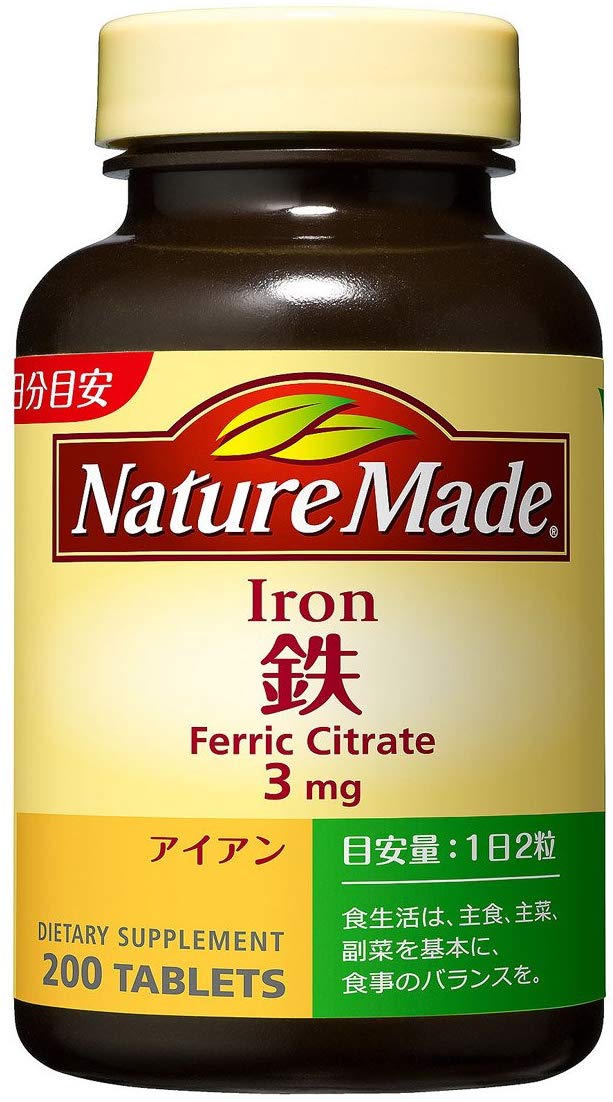 日分目安
Nature Made®
Iron
鉄
Ferric Citrate
3 mg
アイアン
目安量：1日2粒
DIETARY SUPPLEMENT
200 TABLETS
食生活は、主食、主菜、
副菜を基本に、
食事のバランスを。